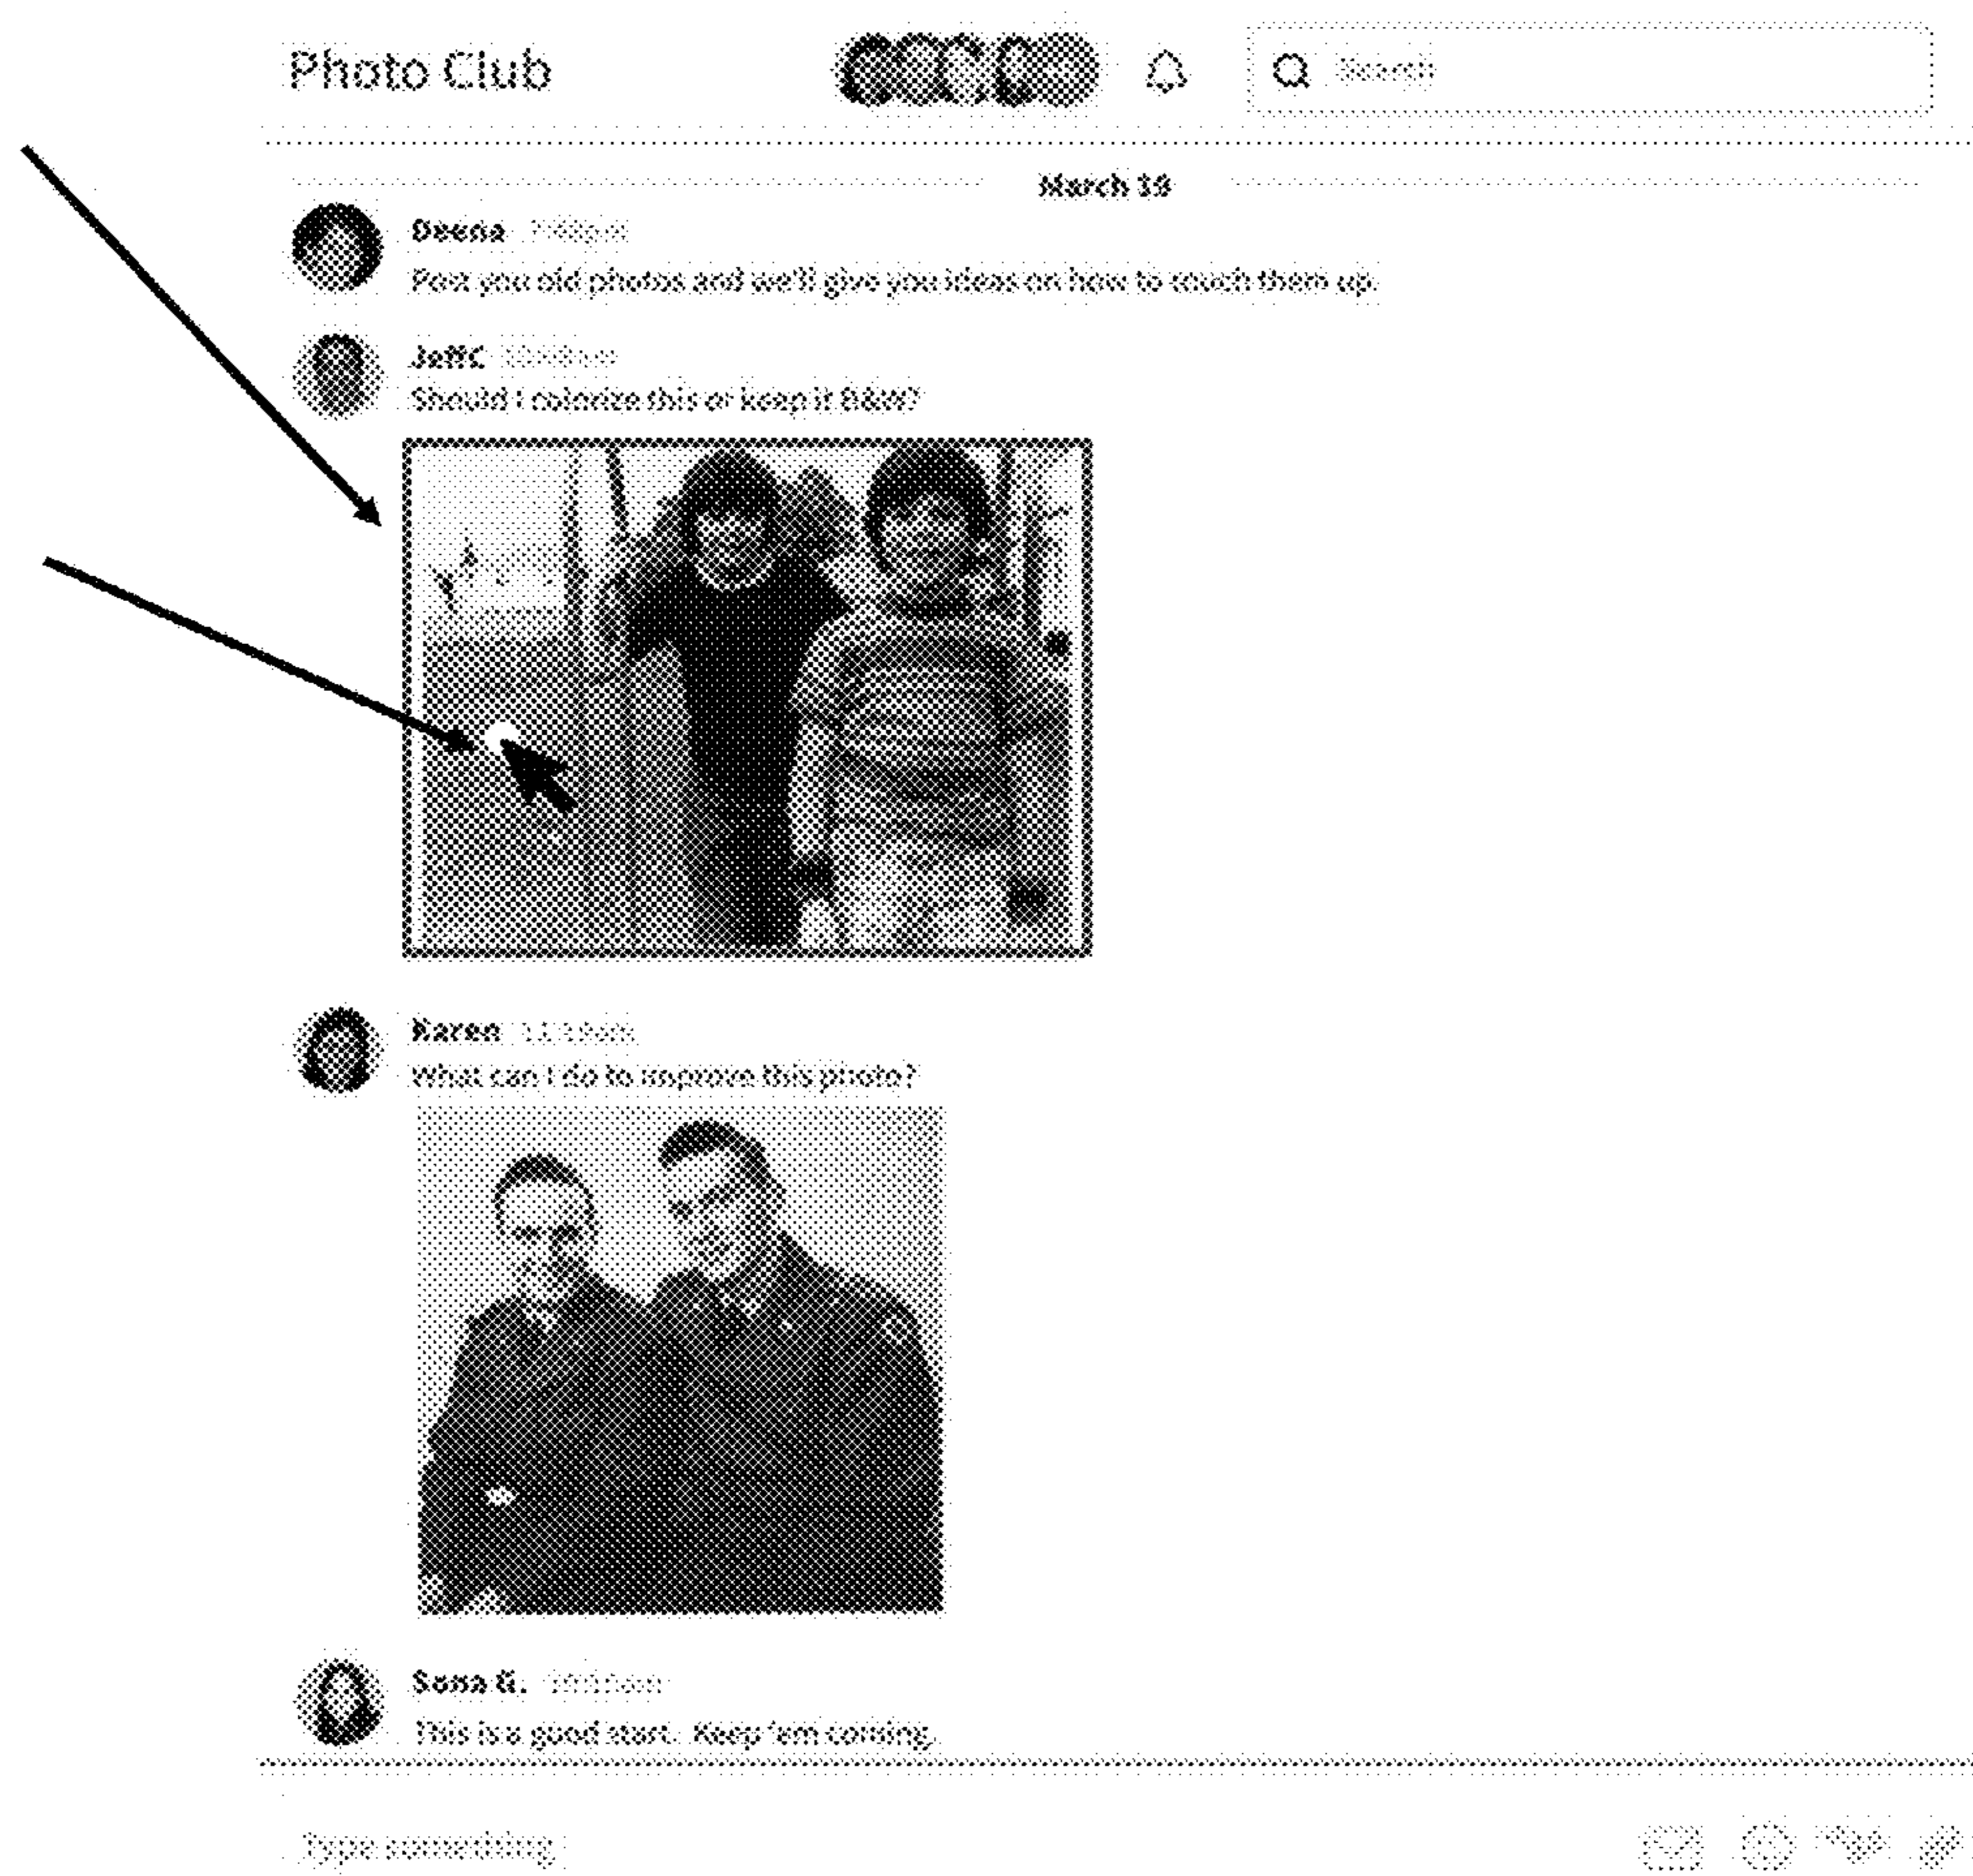 Photo Club
Search
March 19
Deena
Post you old photos and we'll give you ideas on how to touch them up.
JeffC
Should I colorize this or keep it B&W?
Karen
What can I do to improve this photo?
Sona G.
This is a good start. Keep 'em coming.
Type something